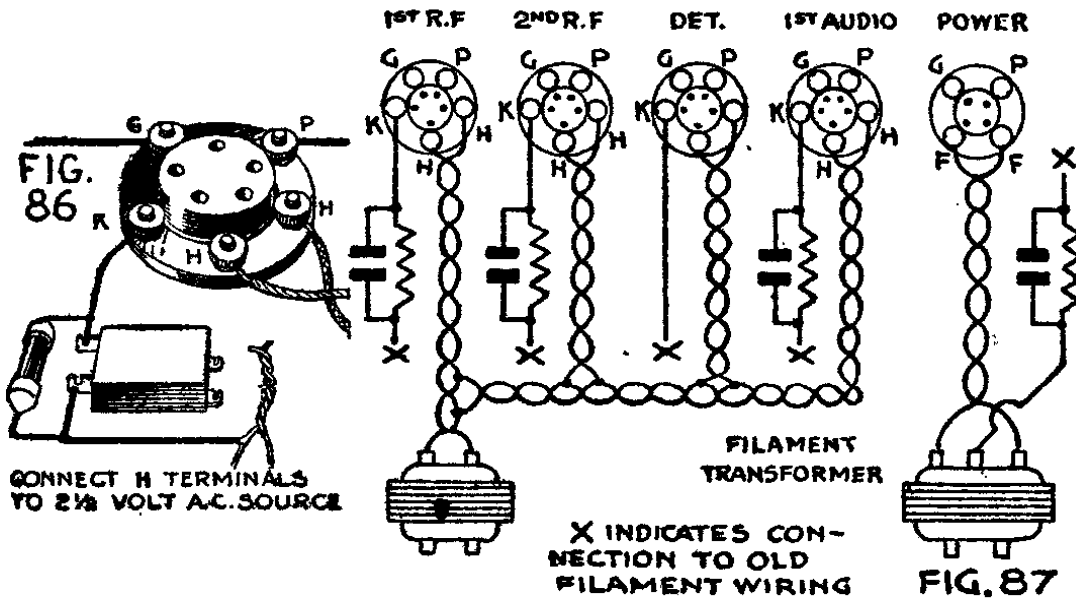 1ST R.F 2ND R.F DET. 1ST AUDIO POWER
G P G P G P G P G P
K H K H K K H
H H H F F
X
G P
FIG.
86
K H
H
X X X X
CONNECT H TERMINALS
TO 2½ VOLT A.C. SOURCE
FILAMENT
TRANSFORMER
X INDICATES CON-
NECTION TO OLD
FILAMENT WIRING
FIG. 87